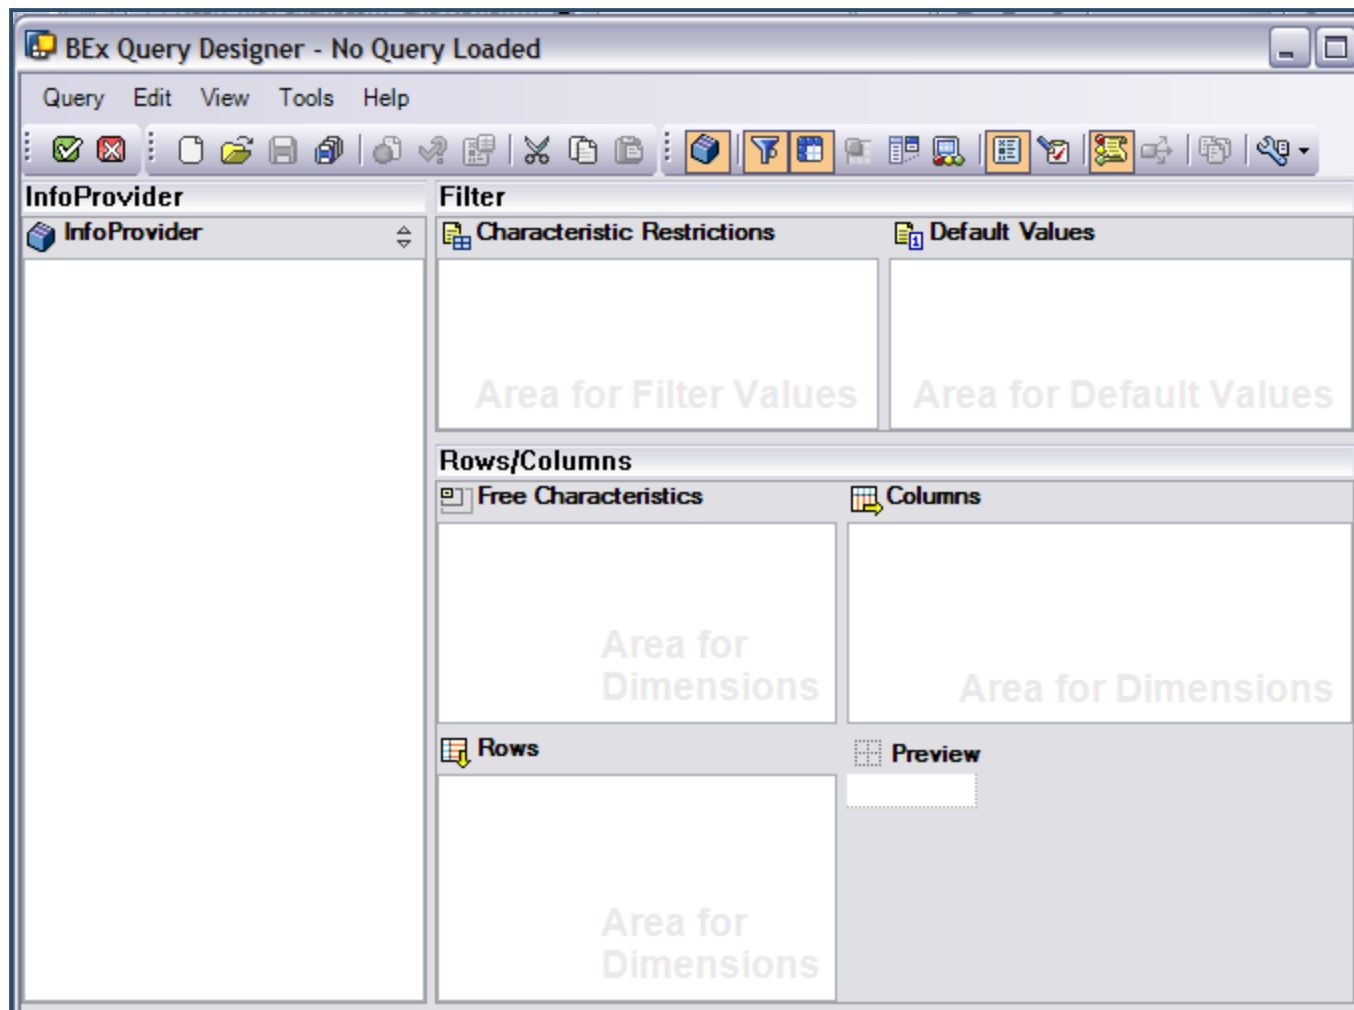 BEx Query Designer - No Query Loaded
Query Edit View Tools Help
InfoProvider
Filter
InfoProvider
Characteristic Restrictions
Default Values
Area for Filter Values
Area for Default Values
Rows/Columns
Free Characteristics
Columns
Area for
Dimensions
Area for Dimensions
Rows
Preview
Area for
Dimensions